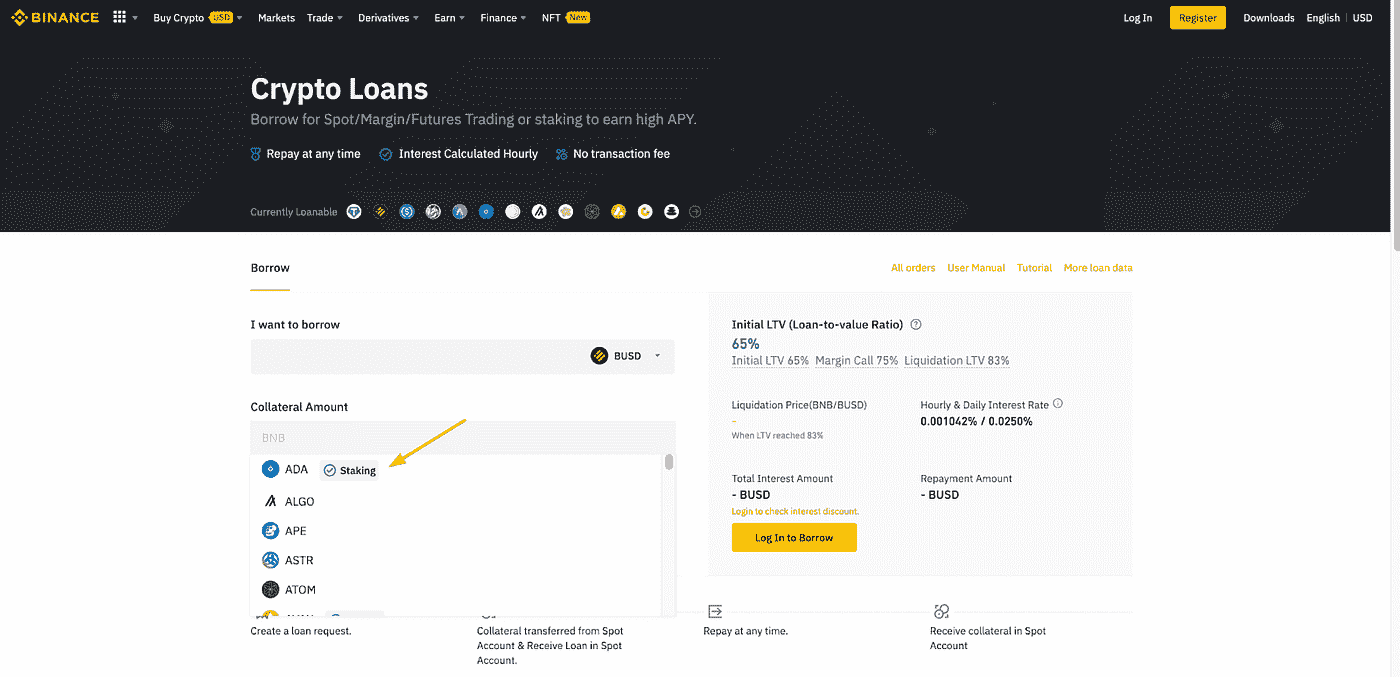 BINANCE Buy Crypto USD Markets Trade Derivatives Earn Finance NFT New Log In Register Downloads English USD
Crypto Loans
Borrow for Spot/Margin/Futures Trading or staking to earn high APY.
Repay at any time Interest Calculated Hourly No transaction fee
Currently Loanable
Borrow All orders User Manual Tutorial More loan data
I want to borrow
BUSD
Collateral Amount
BNB
ADA Staking
ALGO
APE
ASTR
ATOM
Initial LTV (Loan-to-value Ratio)
65%
Initial LTV 65% Margin Call 75% Liquidation LTV 83%
Liquidation Price(BNB/BUSD) Hourly & Daily Interest Rate
- 0.001042% / 0.0250%
When LTV reached 83%
Total Interest Amount Repayment Amount
- BUSD - BUSD
Login to check interest discount.
Log In to Borrow
Create a loan request.
Collateral transferred from Spot
Account & Receive Loan in Spot
Account.
Repay at any time.
Receive collateral in Spot
Account